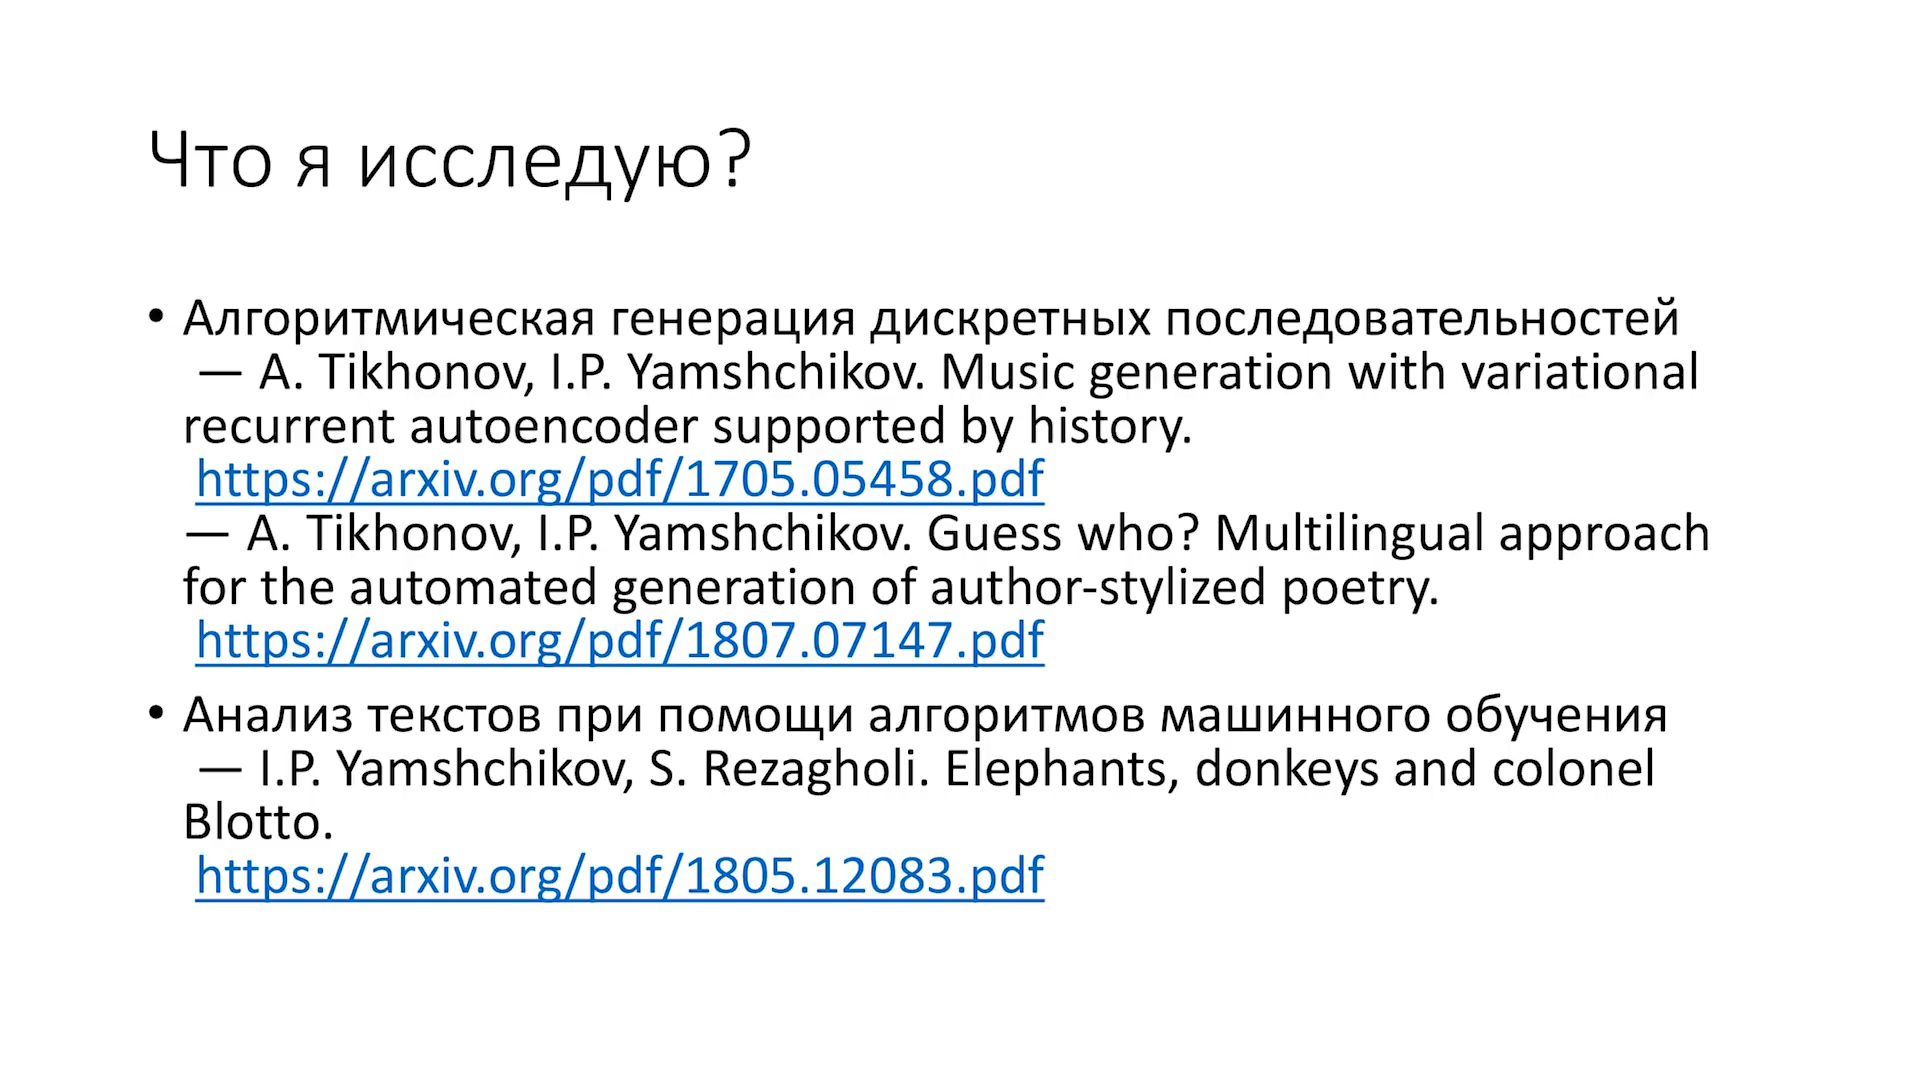 Что я исследую?
• Алгоритмическая генерация дискретных последовательностей
— A. Tikhonov, I.P. Yamshchikov. Music generation with variational
recurrent autoencoder supported by history.
https://arxiv.org/pdf/1705.05458.pdf
— A. Tikhonov, I.P. Yamshchikov. Guess who? Multilingual approach
for the automated generation of author-stylized poetry.
https://arxiv.org/pdf/1807.07147.pdf
• Анализ текстов при помощи алгоритмов машинного обучения
— I.P. Yamshchikov, S. Rezagholi. Elephants, donkeys and colonel
Blotto.
https://arxiv.org/pdf/1805.12083.pdf